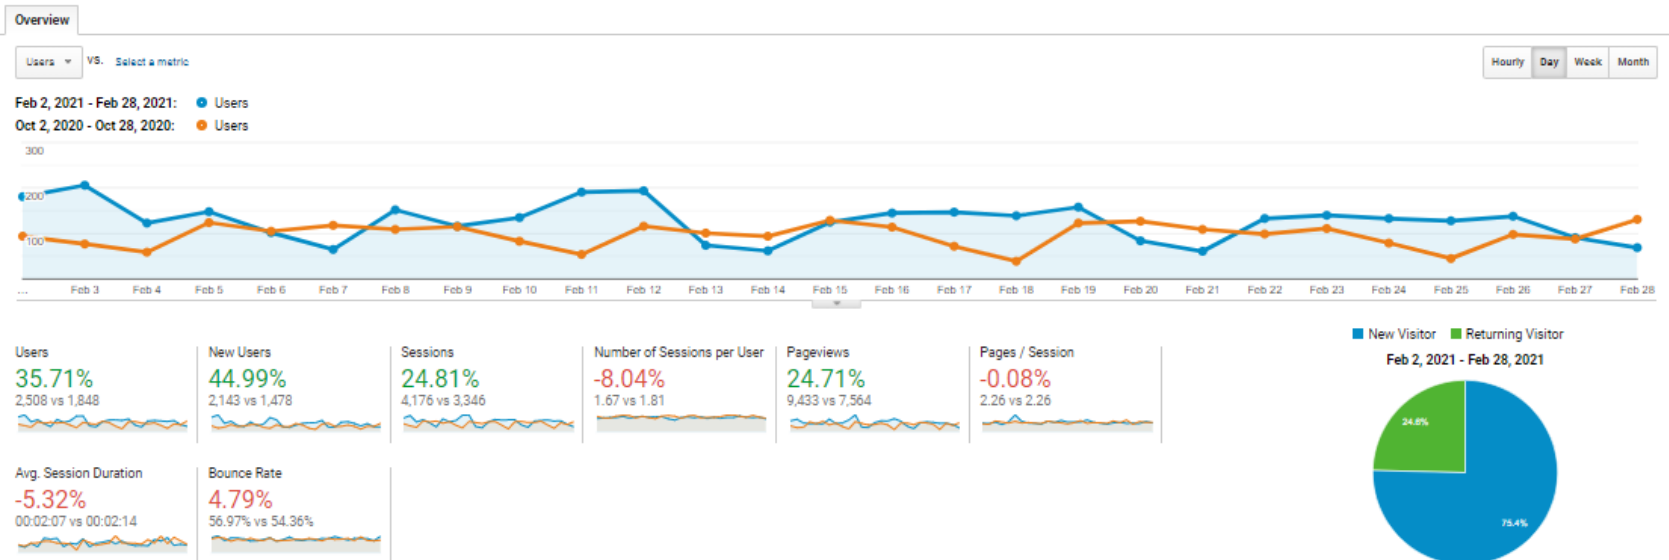 Overview
Users vs. Select a metric Hourly Day Week Month
Feb 2, 2021 - Feb 28, 2021: Users
Oct 2, 2020 - Oct 28, 2020: Users
300
200
100
... Feb 3 Feb 4 Feb 5 Feb 6 Feb 7 Feb 8 Feb 9 Feb 10 Feb 11 Feb 12 Feb 13 Feb 14 Feb 15 Feb 16 Feb 17 Feb 18 Feb 19 Feb 20 Feb 21 Feb 22 Feb 23 Feb 24 Feb 25 Feb 26 Feb 27 Feb 28
New Visitor Returning Visitor
Feb 2, 2021 - Feb 28, 2021
Users New Users Sessions Number of Sessions per User Pageviews Pages / Session
35.71% 44.99% 24.81% -8.04% 24.71% -0.08%
2,508 vs 1,848 2,143 vs 1,478 4,176 vs 3,346 1.67 vs 1.81 9,433 vs 7,564 2.26 vs 2.26
24.6%
Avg. Session Duration Bounce Rate
-5.32% 4.79%
00:02:07 vs 00:02:14 56.97% vs 54.36%
75.4%